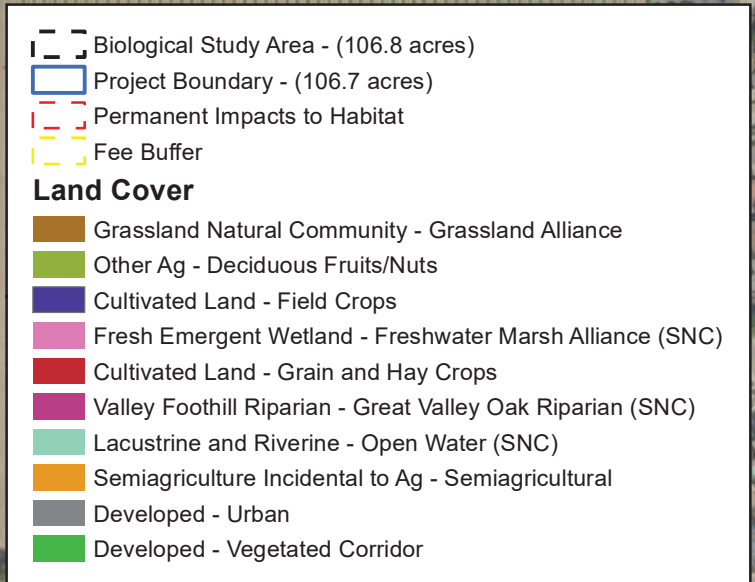 Biological Study Area - (106.8 acres)
Project Boundary - (106.7 acres)
Permanent Impacts to Habitat
Fee Buffer
Land Cover
Grassland Natural Community - Grassland Alliance
Other Ag - Deciduous Fruits/Nuts
Cultivated Land - Field Crops
Fresh Emergent Wetland - Freshwater Marsh Alliance (SNC)
Cultivated Land - Grain and Hay Crops
Valley Foothill Riparian - Great Valley Oak Riparian (SNC)
Lacustrine and Riverine - Open Water (SNC)
Semiagriculture Incidental to Ag - Semiagricultural
Developed - Urban
Developed - Vegetated Corridor